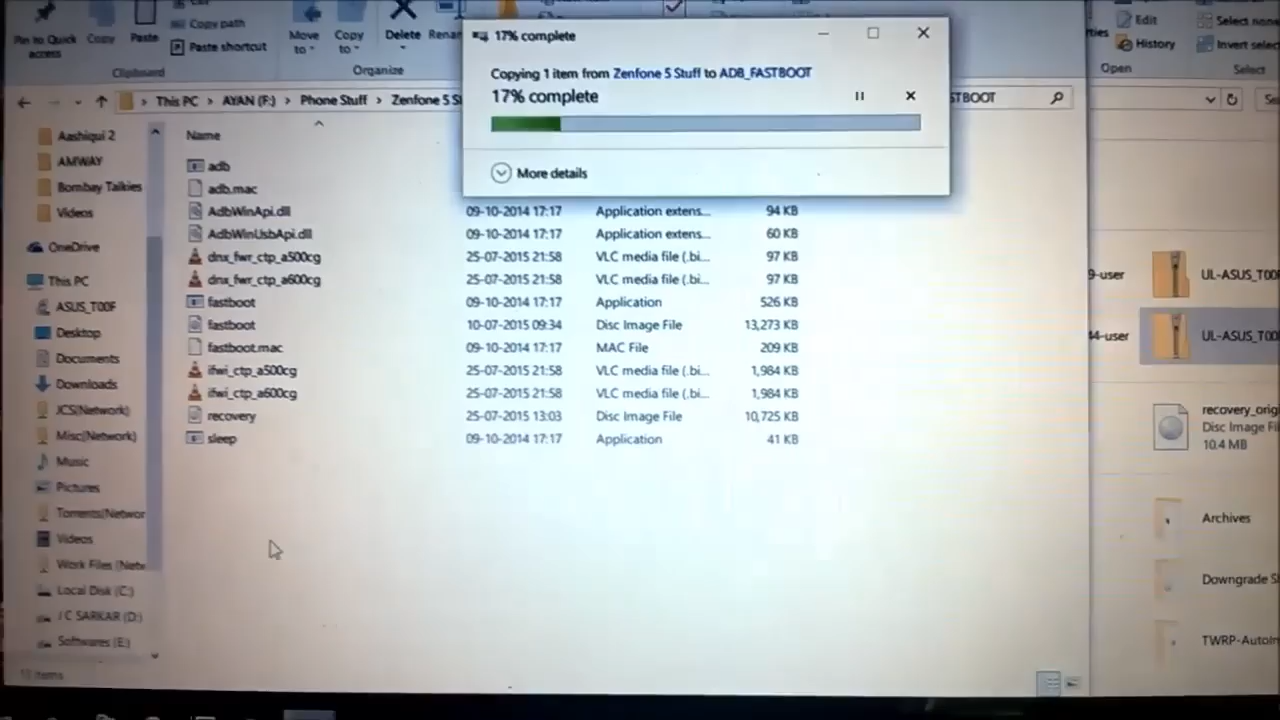 Pin to Quick access
Copy
Paste
Copy path
Paste shortcut
Clipboard
Move to
Copy to
Delete
Renam
Organize
Edit
History
Open
Select none
Invert select
Select
17% complete
Copying 1 item from Zenfone 5 Stuff to ADB_FASTBOOT
17% complete
More details
This PC > AYAN (F:) > Phone Stuff > Zenfone 5 St
STBOOT
Name
Aashiqui 2
AMWAY
Bombay Talkies
Videos
OneDrive
This PC
ASUS_T00F
Desktop
Documents
Downloads
JCS(Network)
Misc(Network)
Music
Pictures
Torrents(Networ
Videos
Work Files (Netw
Local Disk (C:)
J C SARKAR (D:)
Softwares (E:)
adb
adb.mac
AdbWinApi.dll 09-10-2014 17:17 Application extens... 94 KB
AdbWinUsbApi.dll 09-10-2014 17:17 Application extens... 60 KB
dnx_fwr_ctp_a500cg 25-07-2015 21:58 VLC media file (.bi... 97 KB
dnx_fwr_ctp_a600cg 25-07-2015 21:58 VLC media file (.bi... 97 KB
fastboot 09-10-2014 17:17 Application 526 KB
fastboot 10-07-2015 09:34 Disc Image File 13,273 KB
fastboot.mac 09-10-2014 17:17 MAC File 209 KB
ifwi_ctp_a500cg 25-07-2015 21:58 VLC media file (.bi... 1,984 KB
ifwi_ctp_a600cg 25-07-2015 21:58 VLC media file (.bi... 1,984 KB
recovery 25-07-2015 13:03 Disc Image File 10,725 KB
sleep 09-10-2014 17:17 Application 41 KB
9-user
UL-ASUS_T00
44-user
UL-ASUS_T00
recovery_orig
Disc Image Fi
10.4 MB
Archives
Downgrade S
TWRP-AutoIn
items